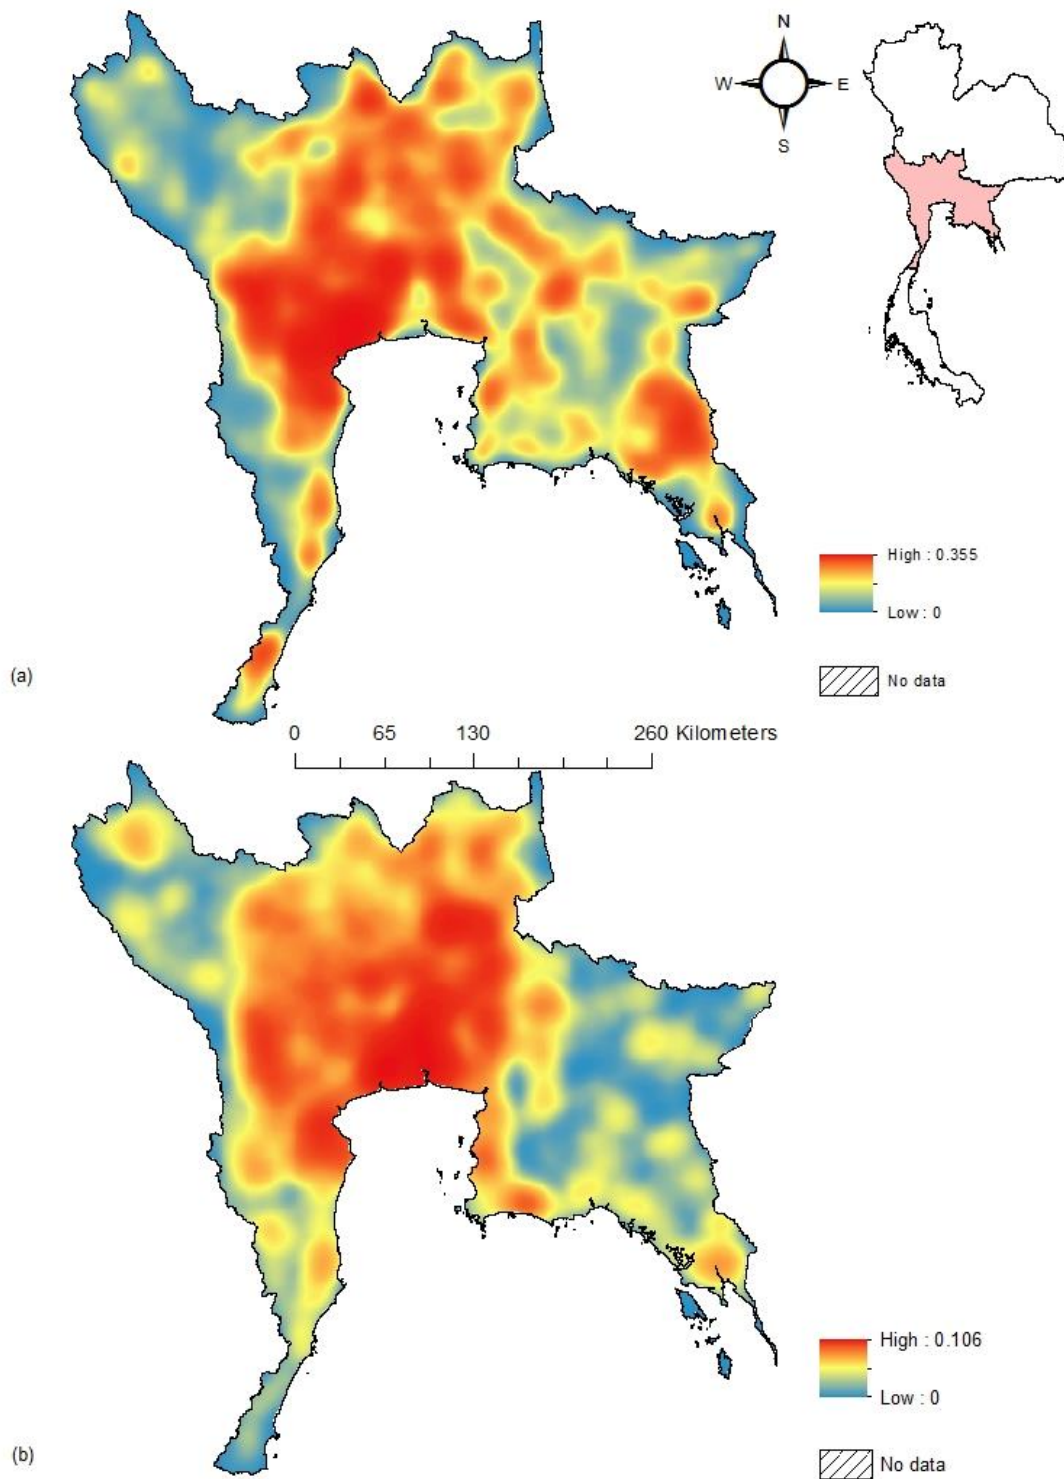 N
W E
S
High : 0.355
Low : 0
No data
(a)
0 65 130 260 Kilometers
High : 0.106
Low : 0
(b)
No data